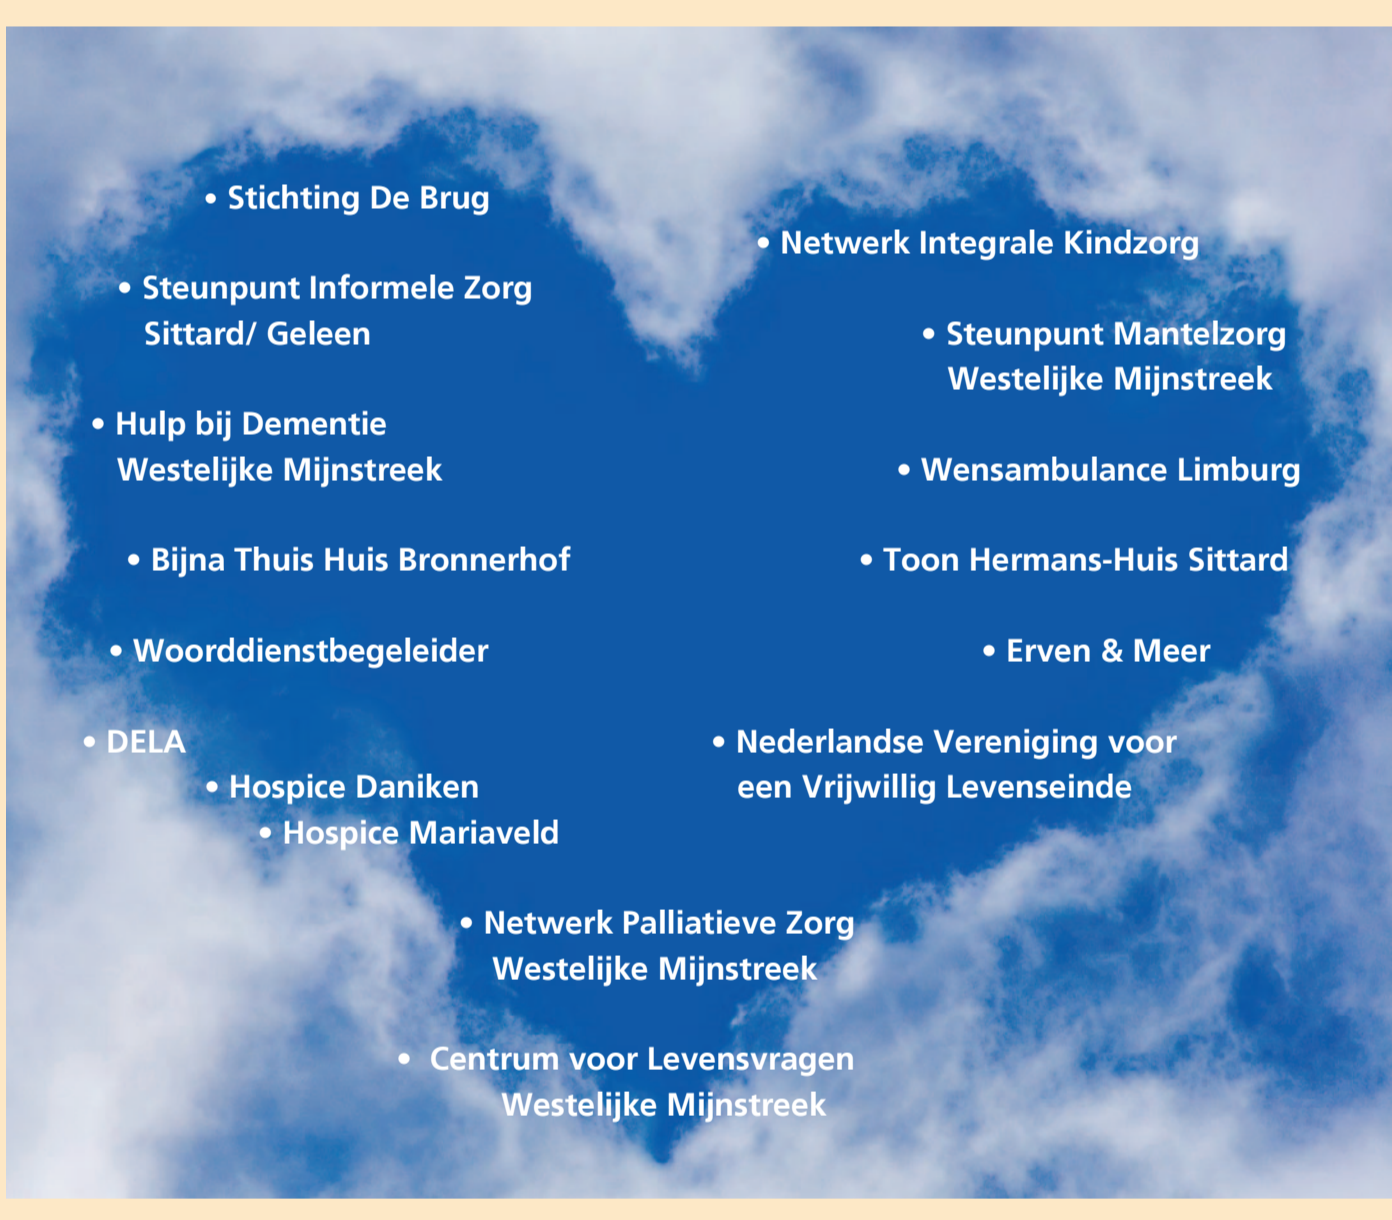 • Stichting De Brug
• Steunpunt Informele Zorg
Sittard/ Geleen
• Hulp bij Dementie
Westelijke Mijnstreek
• Bijna Thuis Huis Bronnerhof
• Woorddienstbegeleider
• DELA
• Hospice Daniken
• Hospice Mariaveld
• Netwerk Integrale Kindzorg
• Steunpunt Mantelzorg
Westelijke Mijnstreek
• Wensambulance Limburg
• Toon Hermans-Huis Sittard
• Erven & Meer
• Nederlandse Vereniging voor
een Vrijwillig Levenseinde
• Netwerk Palliatieve Zorg
Westelijke Mijnstreek
• Centrum voor Levensvragen
Westelijke Mijnstreek